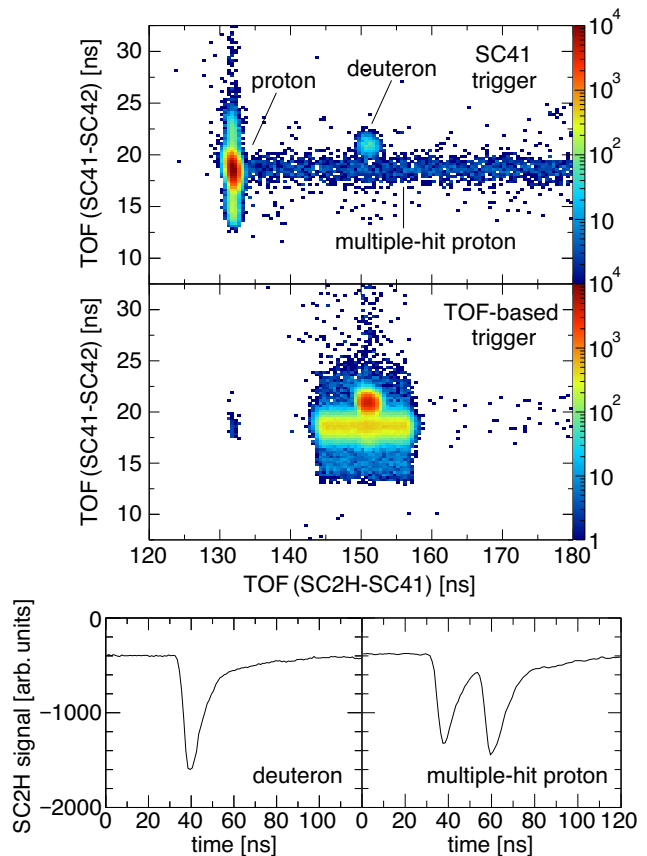 TOF (SC41-SC42) [ns]
30
25
20
15
10
proton
deuteron
SC41
trigger
multiple-hit proton
10⁴
10³
10²
10
10⁴
TOF (SC41-SC42) [ns]
30
25
20
15
10
TOF-based
trigger
10³
10²
10
1
120 130 140 150 160 170 180
TOF (SC2H-SC41) [ns]
SC2H signal [arb. units]
0
−1000
−2000
deuteron
multiple-hit proton
0 20 40 60 80 100
0 20 40 60 80 100 120
time [ns]
time [ns]